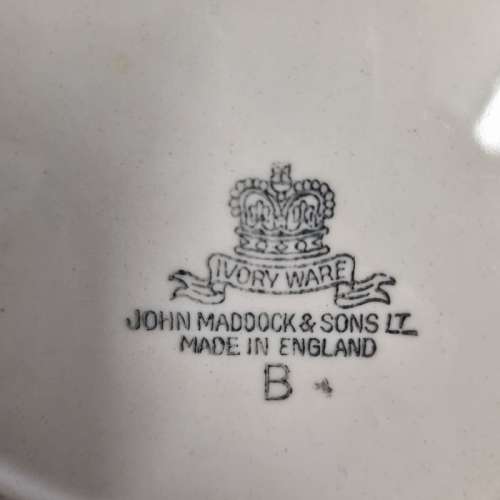 IVORY WARE
JOHN MADDOCK & SONS LT
MADE IN ENGLAND
B